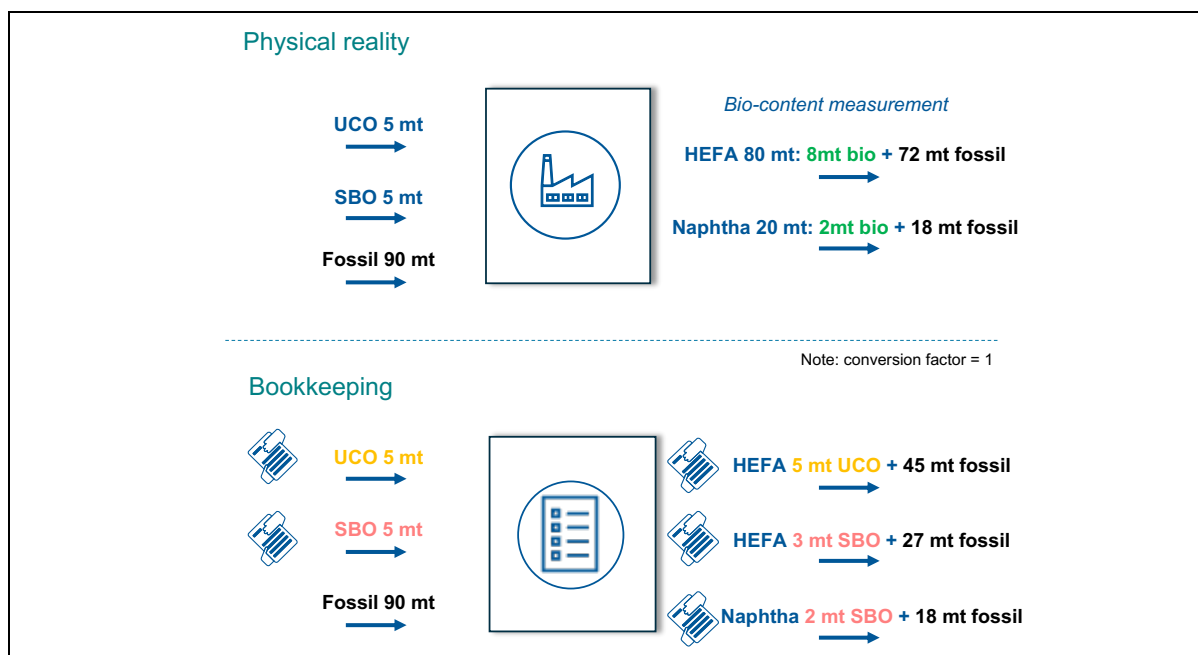 Physical reality
UCO 5 mt
SBO 5 mt
Fossil 90 mt
Bio-content measurement
HEFA 80 mt: 8mt bio + 72 mt fossil
Naphtha 20 mt: 2mt bio + 18 mt fossil
Note: conversion factor = 1
Bookkeeping
UCO 5 mt
SBO 5 mt
Fossil 90 mt
HEFA 5 mt UCO + 45 mt fossil
HEFA 3 mt SBO + 27 mt fossil
Naphtha 2 mt SBO + 18 mt fossil